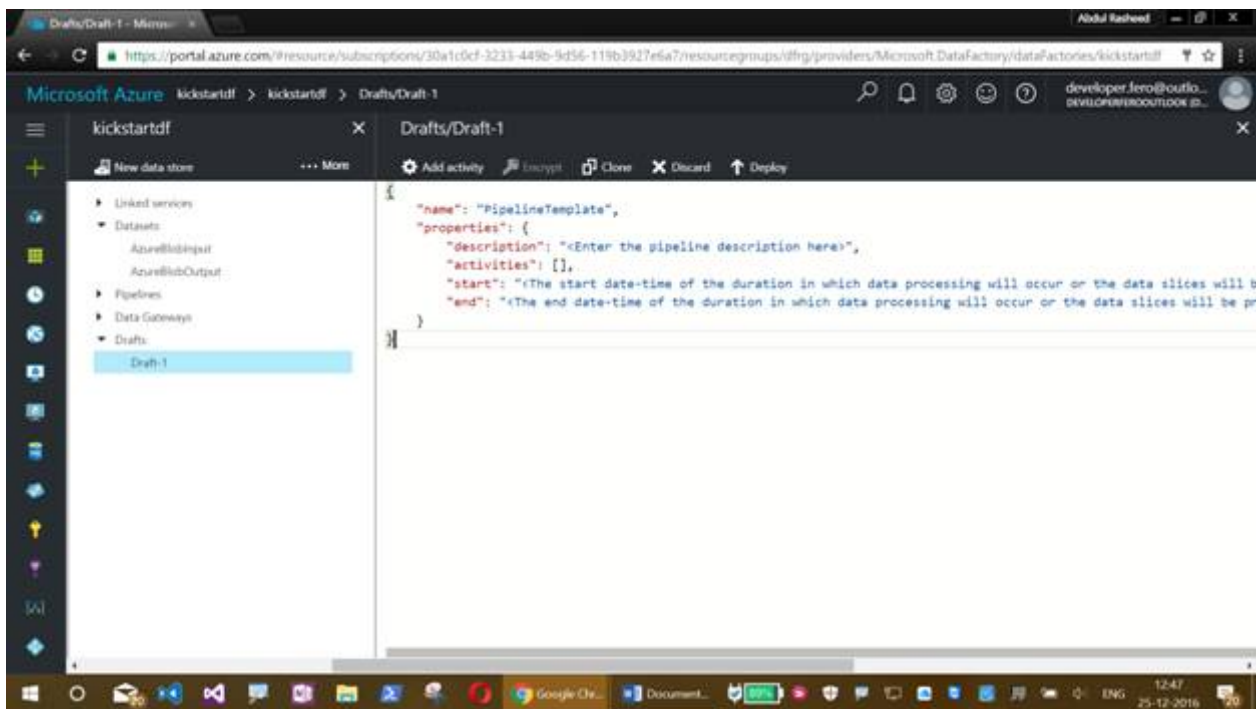 Drafts/Draft-1 - Micros
Abdul Rasheed
https://portal.azure.com/#resource/subscriptions/30a1c0cf-3233-449b-9d56-119b3927e6a7/resourcegroups/dfrg/providers/Microsoft.DataFactory/dataFactories/kickstartdf
Microsoft Azure kickstartdf > kickstartdf > Drafts/Draft-1
developer.fero@outlo...
kickstartdf
Drafts/Draft-1
New data store
... More
Add activity
Encrypt
Clone
Discard
Deploy
Linked services
Datasets
AzureBlobInput
AzureBlobOutput
Pipelines
Data Gateways
Drafts
Draft-1
{
"name": "PipelineTemplate",
"properties": {
"description": "<Enter the pipeline description here>",
"activities": [],
"start": "<The start date-time of the duration in which data processing will occur or the data slices will b
"end": "<The end date-time of the duration in which data processing will occur or the data slices will be pr
}
}
Google Ch...
Document...
89%
ENG
12:47
25-12-2016
20